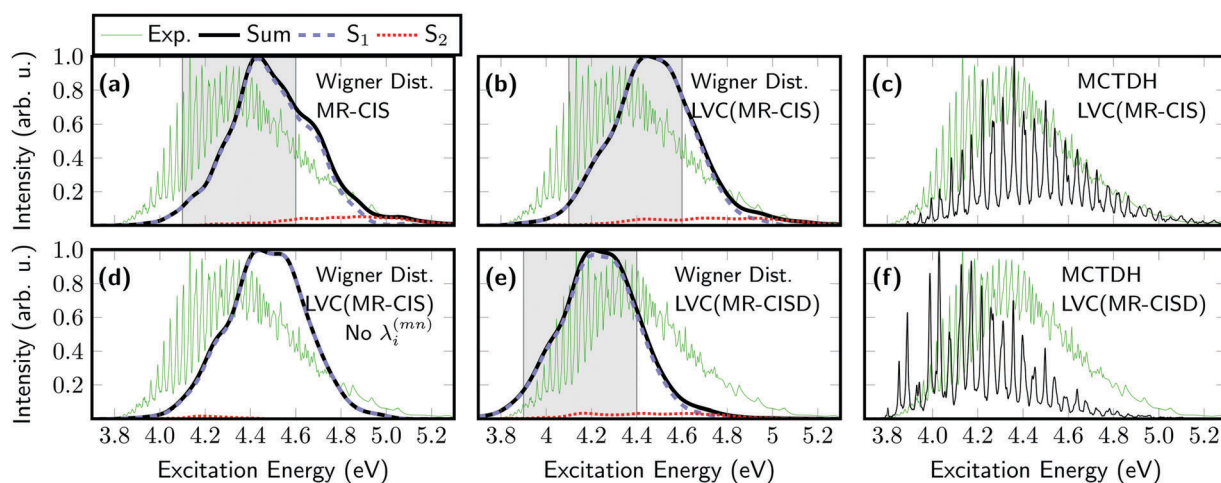 Exp. Sum S₁ S₂
Intensity (arb. u.)
1.0
0.8
0.6
0.4
0.2
(a)
Wigner Dist.
MR-CIS
(b)
Wigner Dist.
LVC(MR-CIS)
(c)
MCTDH
LVC(MR-CIS)
Intensity (arb. u.)
1.0
0.8
0.6
0.4
0.2
(d)
Wigner Dist.
LVC(MR-CIS)
No λᵢ⁽ᵐⁿ⁾
(e)
Wigner Dist.
LVC(MR-CISD)
(f)
MCTDH
LVC(MR-CISD)
3.8 4.0 4.2 4.4 4.6 4.8 5.0 5.2
3.8 4 4.2 4.4 4.6 4.8 5 5.2
3.8 4.0 4.2 4.4 4.6 4.8 5.0 5.2
Excitation Energy (eV)
Excitation Energy (eV)
Excitation Energy (eV)